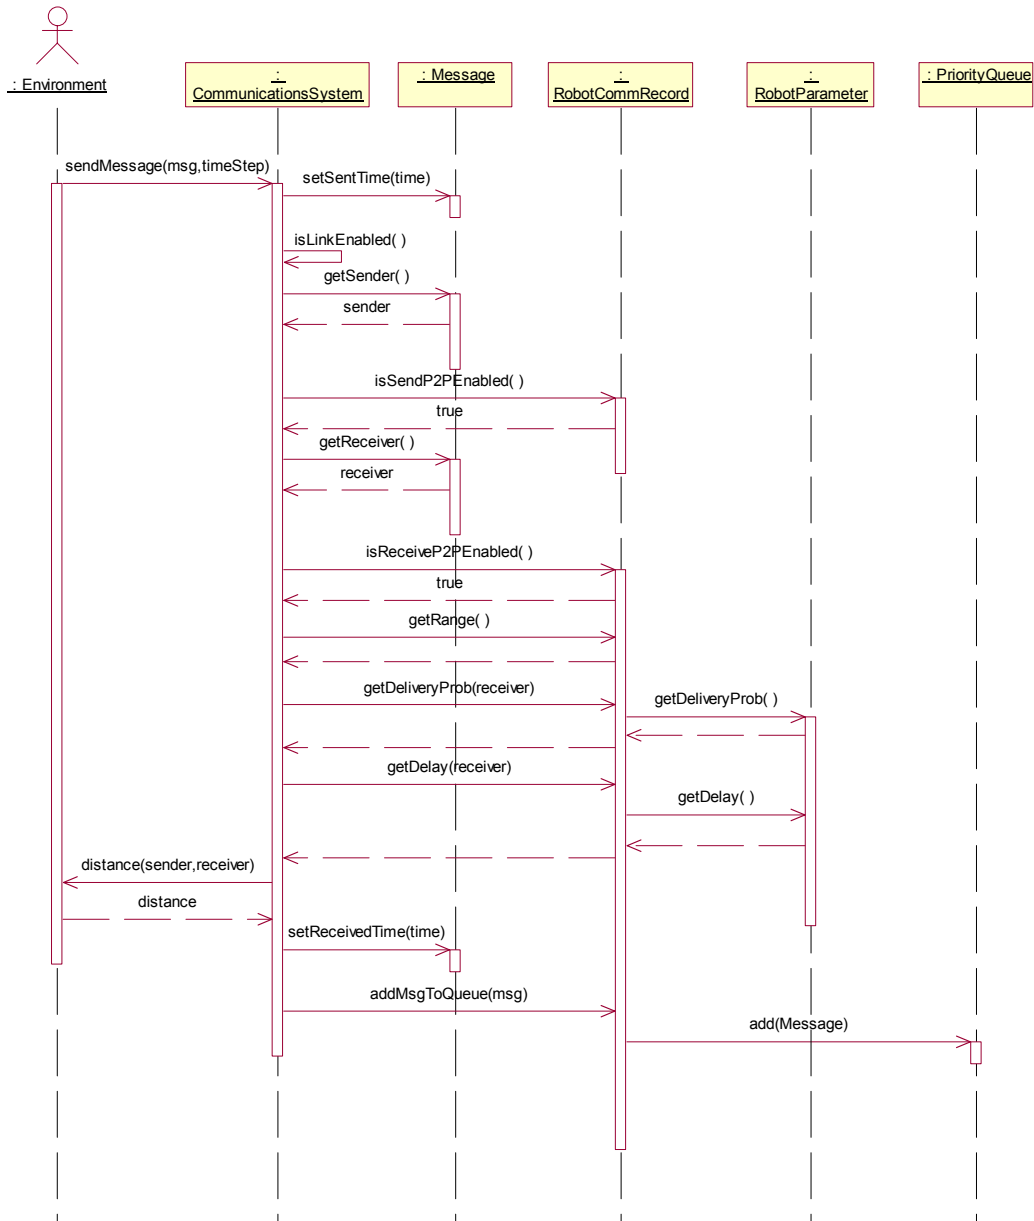 : Environment
:
CommunicationsSystem
: Message
:
RobotCommRecord
:
RobotParameter
: PriorityQueue
sendMessage(msg,timeStep)
setSentTime(time)
isLinkEnabled( )
getSender( )
sender
isSendP2PEnabled( )
true
getReceiver( )
receiver
isReceiveP2PEnabled( )
true
getRange( )
getDeliveryProb(receiver)
getDeliveryProb( )
getDelay(receiver)
getDelay( )
distance(sender,receiver)
distance
setReceivedTime(time)
addMsgToQueue(msg)
add(Message)